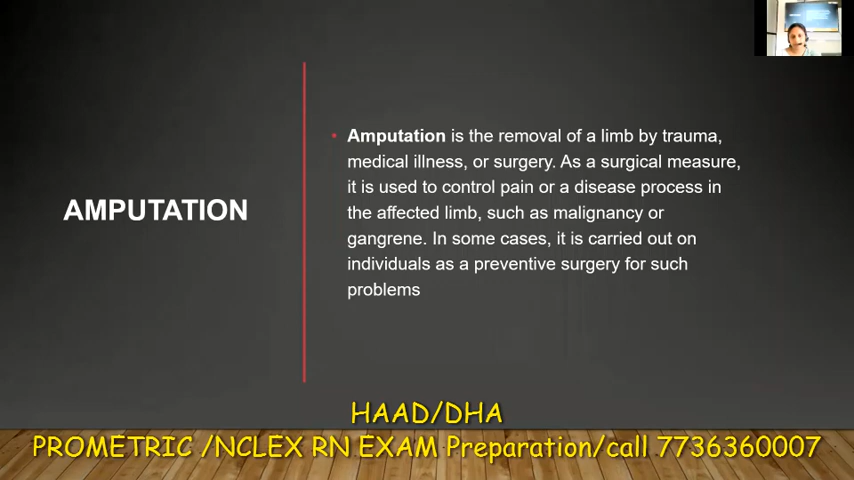 AMPUTATION
• Amputation is the removal of a limb by trauma,
medical illness, or surgery. As a surgical measure,
it is used to control pain or a disease process in
the affected limb, such as malignancy or
gangrene. In some cases, it is carried out on
individuals as a preventive surgery for such
problems
HAAD/DHA
PROMETRIC /NCLEX RN EXAM Preparation/call 7736360007